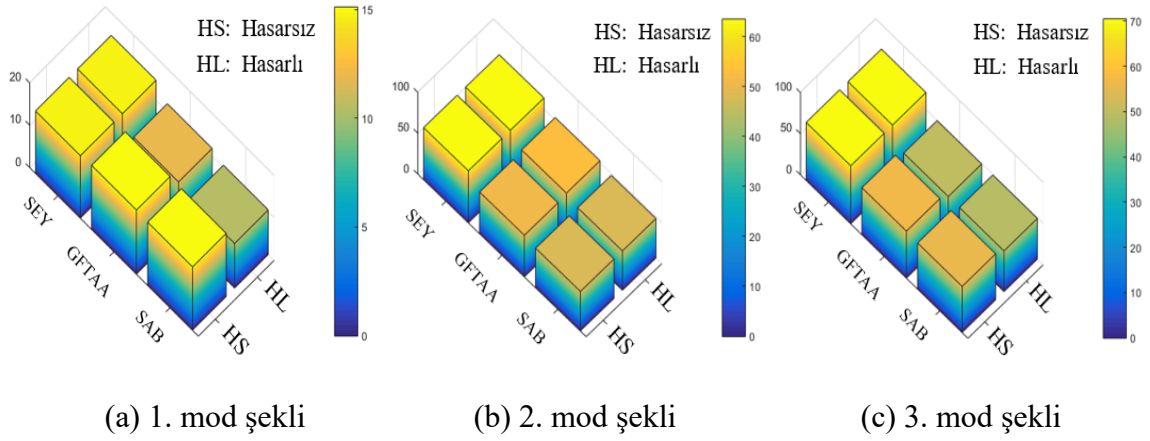 HS: Hasarsız
HL: Hasarlı
20
10
0
SEY
GFTAA
SAB
HS
HL
15
10
5
0
(a) 1. mod şekli
HS: Hasarsız
HL: Hasarlı
100
50
0
SEY
GFTAA
SAB
HS
HL
60
50
40
30
20
10
0
(b) 2. mod şekli
HS: Hasarsız
HL: Hasarlı
100
50
0
SEY
GFTAA
SAB
HS
HL
70
60
50
40
30
20
10
0
(c) 3. mod şekli